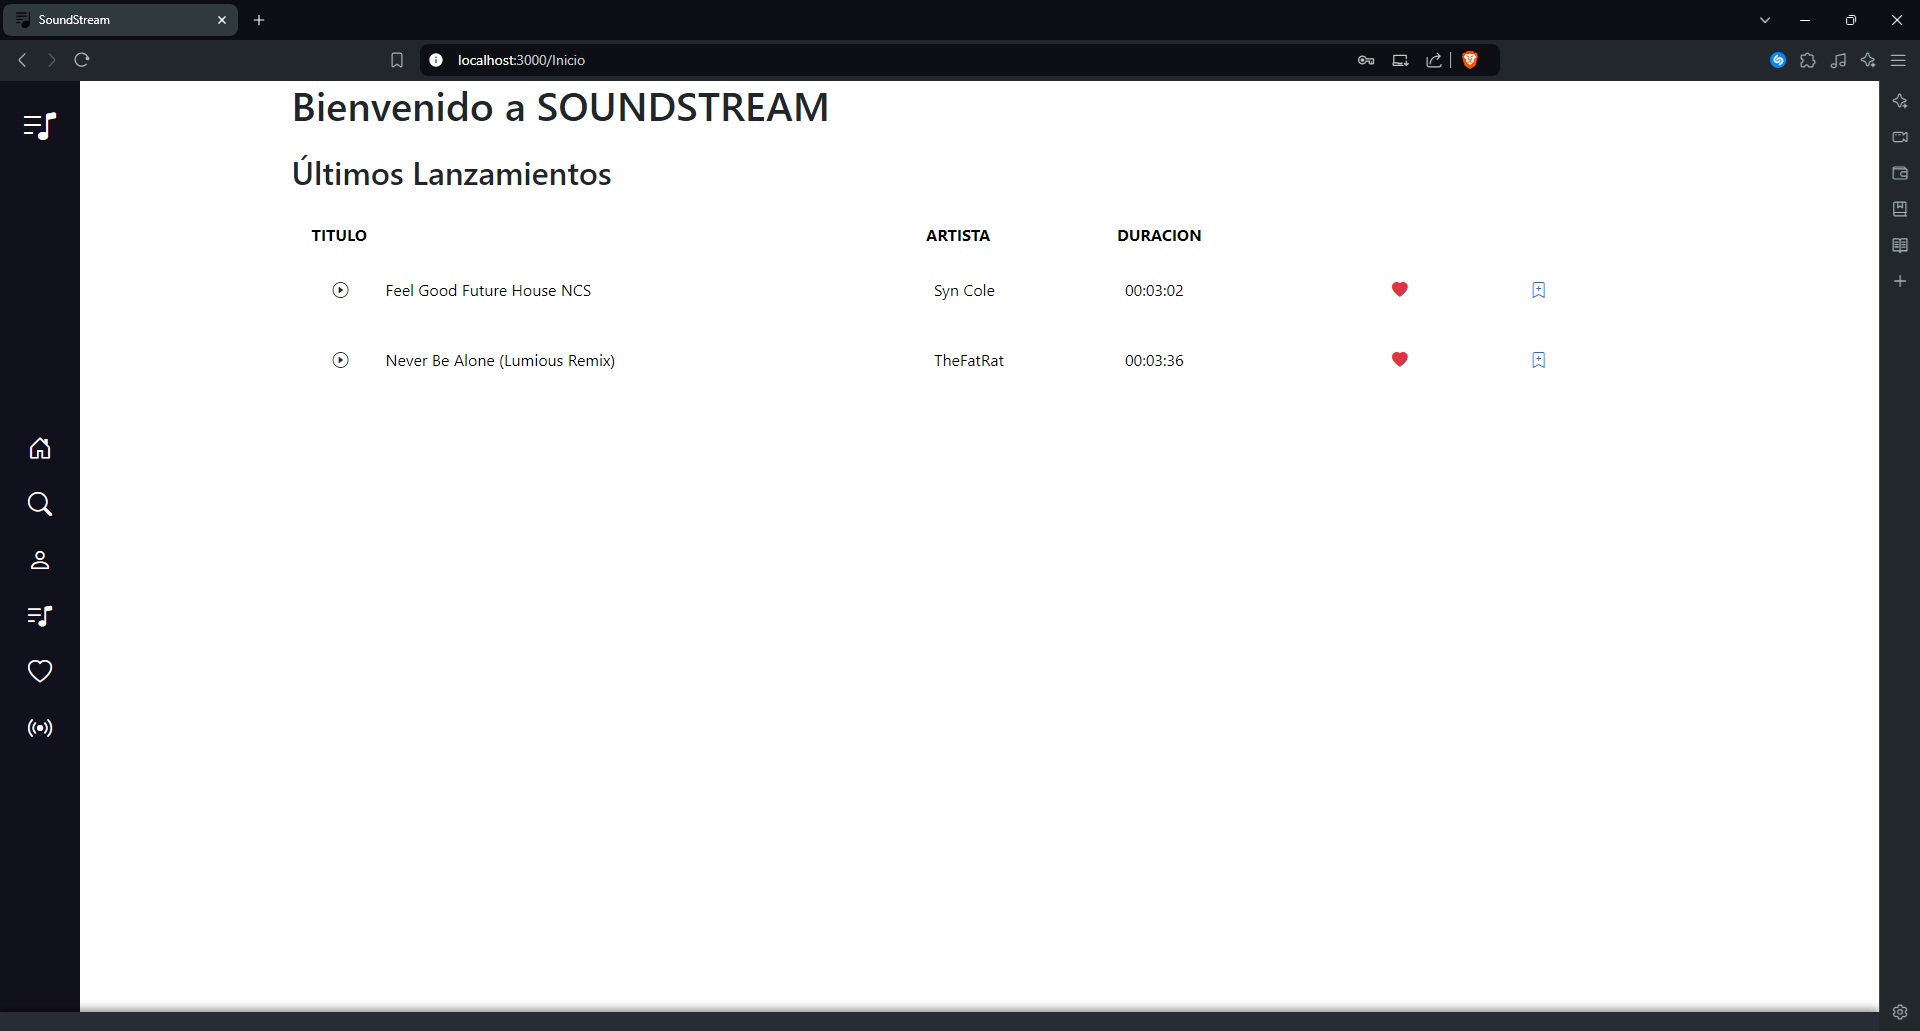 SoundStream
localhost:3000/Inicio
Bienvenido a SOUNDSTREAM
Últimos Lanzamientos
TITULO ARTISTA DURACION
Feel Good Future House NCS Syn Cole 00:03:02
Never Be Alone (Lumious Remix) TheFatRat 00:03:36